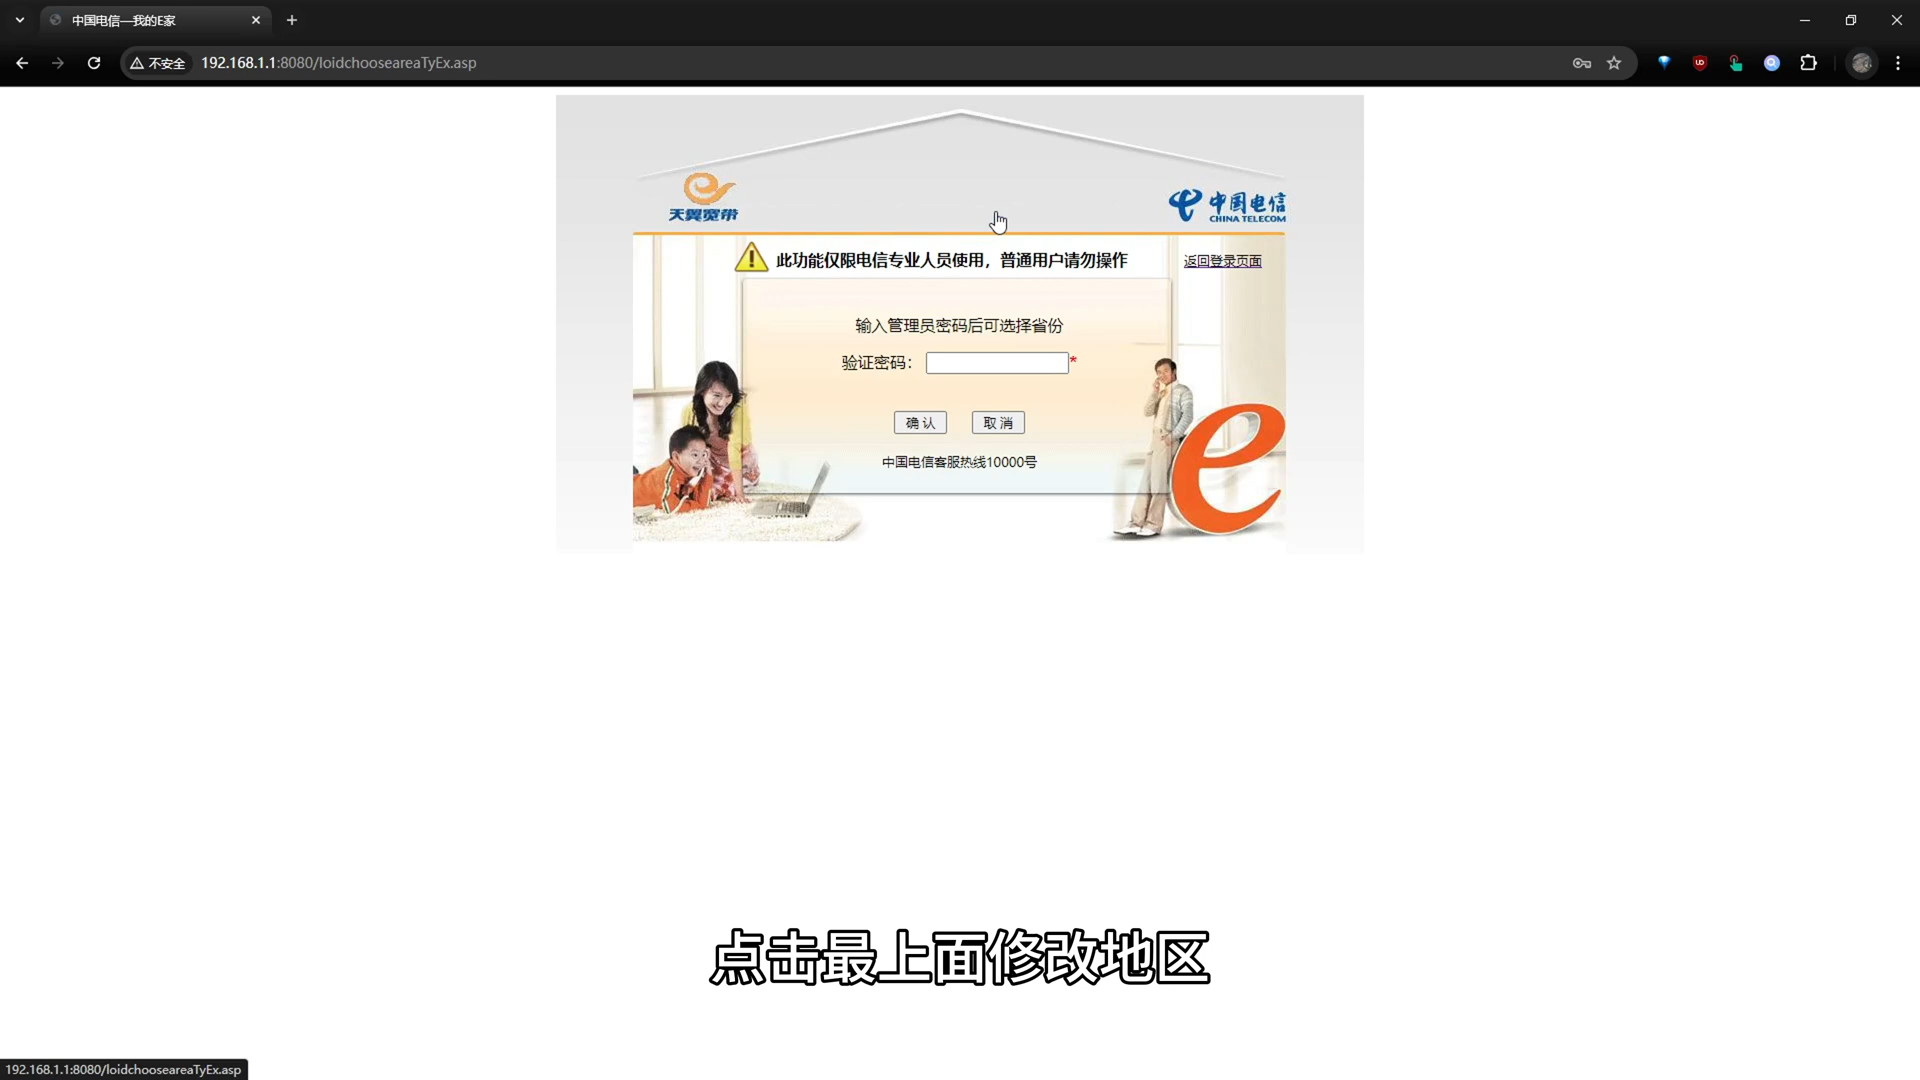 中国电信—我的E家
不安全
192.168.1.1:8080/loidchooseareaTyEx.asp
天翼宽带
中国电信
CHINA TELECOM
此功能仅限电信专业人员使用，普通用户请勿操作
返回登录页面
输入管理员密码后可选择省份
验证密码：
*
确 认
取 消
中国电信客服热线10000号
点击最上面修改地区
192.168.1.1:8080/loidchooseareaTyEx.asp